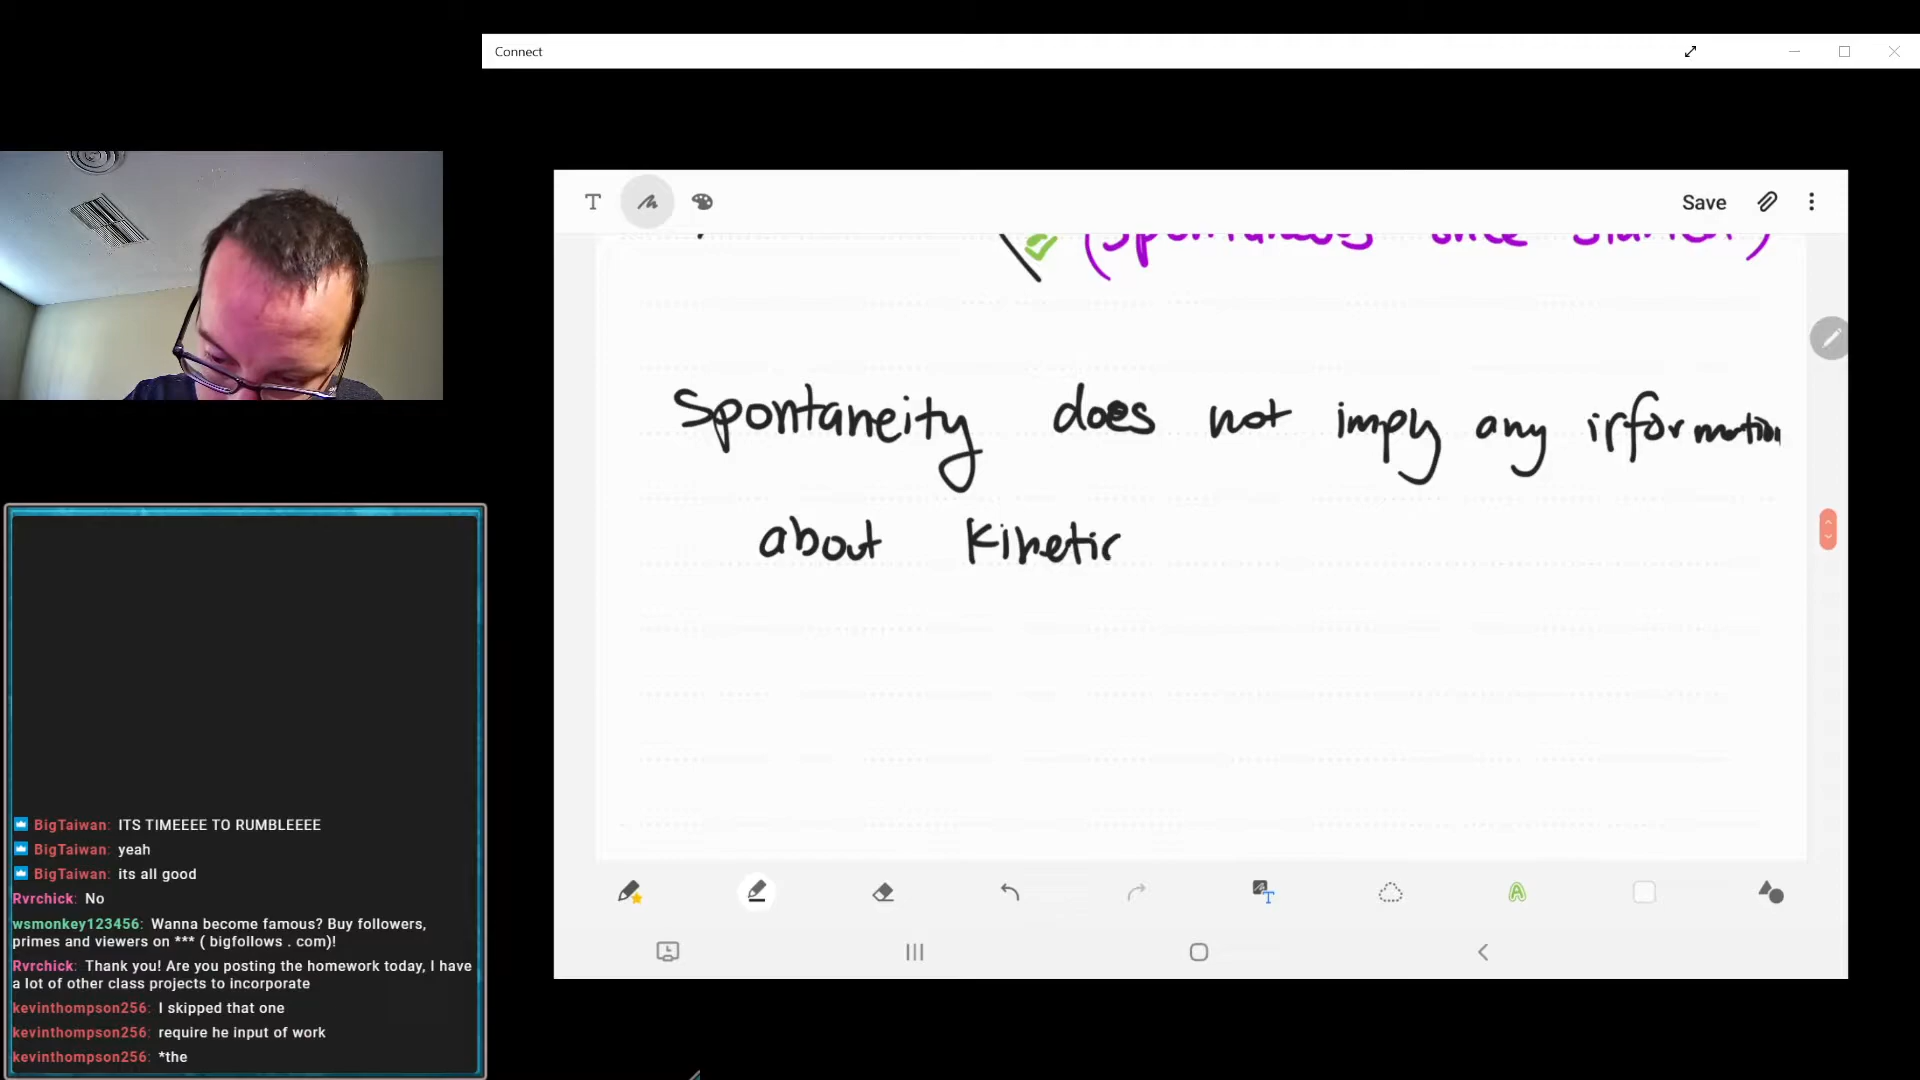 Connect
T
Save
(Spontaneous once started)
Spontaneity does not imply any information
about kinetic
BigTaiwan: ITS TIMEEEE TO RUMBLEEEE
BigTaiwan: yeah
BigTaiwan: its all good
Rvrchick: No
wsmonkey123456: Wanna become famous? Buy followers,
primes and viewers on *** ( bigfollows . com)!
Rvrchick: Thank you! Are you posting the homework today, I have
a lot of other class projects to incorporate
kevinthompson256: I skipped that one
kevinthompson256: require he input of work
kevinthompson256: *the